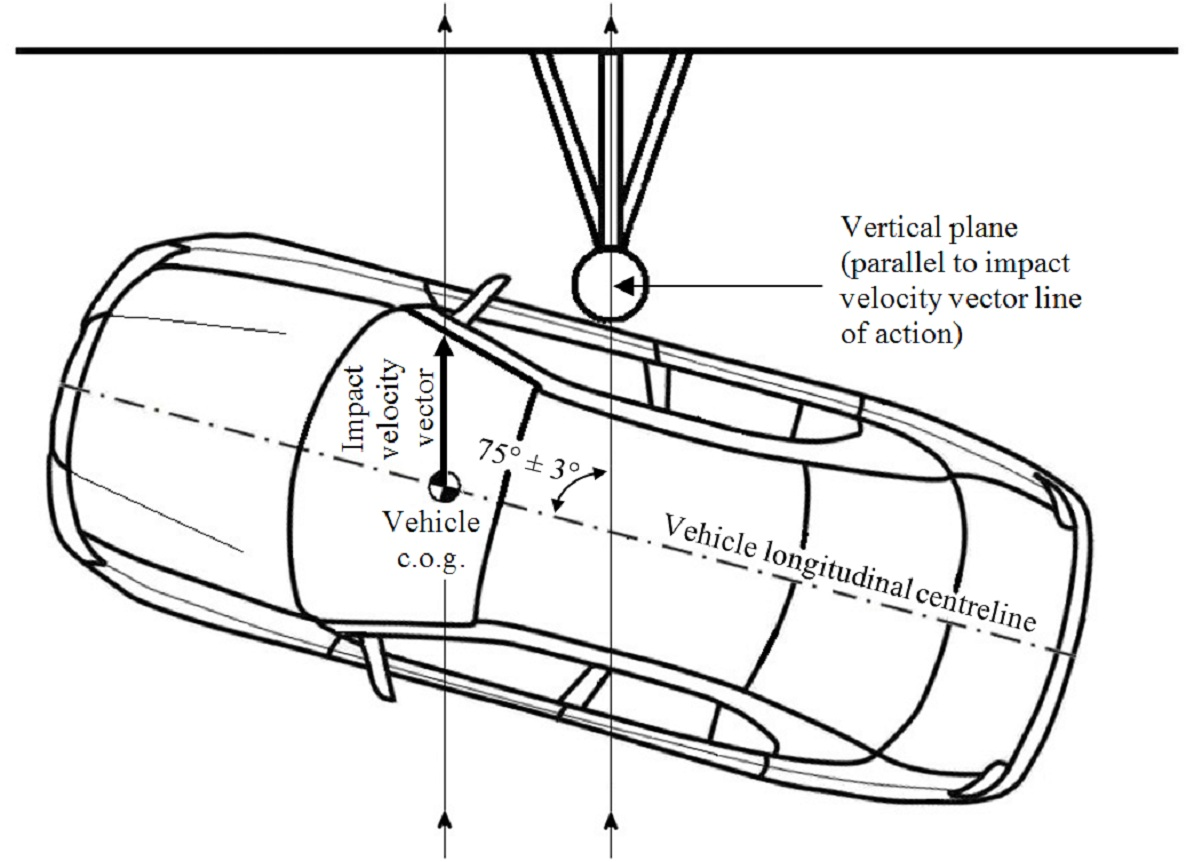 Vertical plane
(parallel to impact
velocity vector line
of action)
Impact
velocity
vector
75° ± 3°
Vehicle
c.o.g.
Vehicle longitudinal centreline